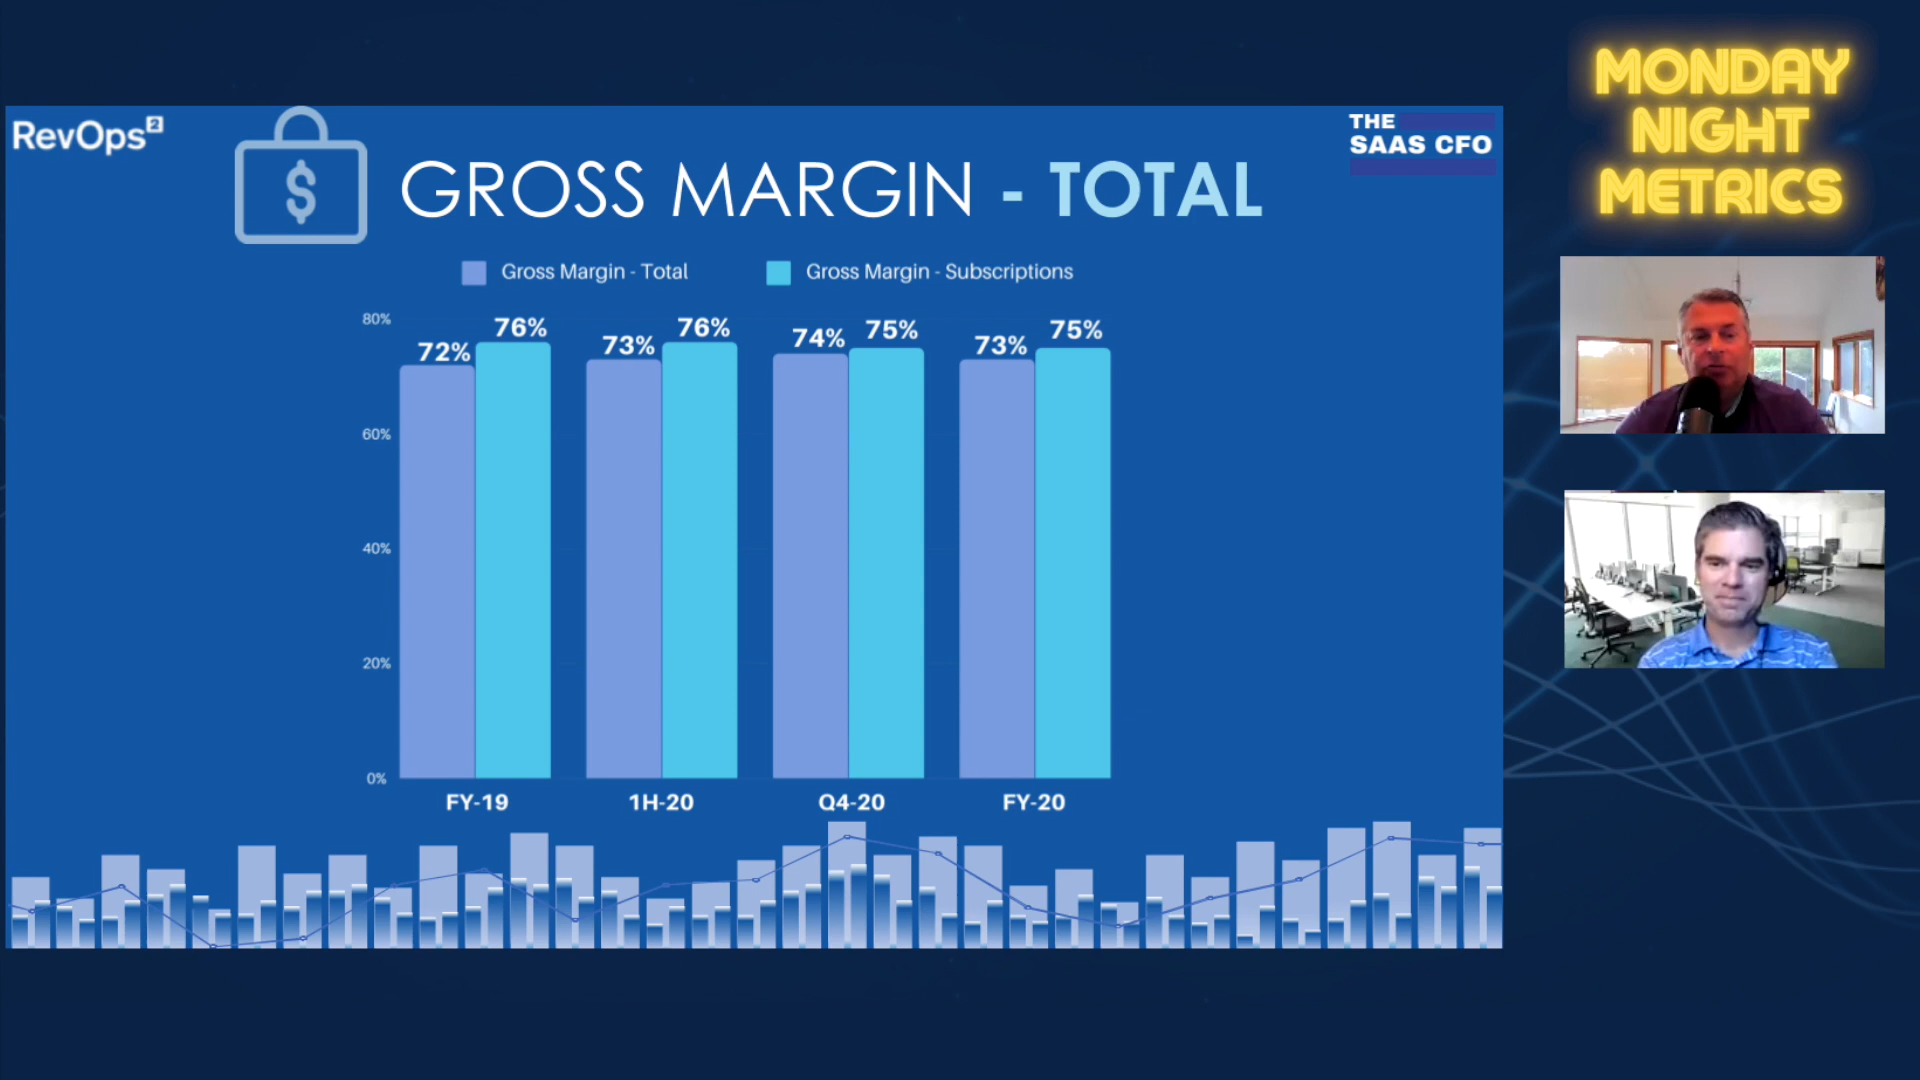 RevOps²
GROSS MARGIN - TOTAL
THE
SAAS CFO
MONDAY
NIGHT
METRICS
Gross Margin - Total
Gross Margin - Subscriptions
80%
60%
40%
20%
0%
72%
76%
73%
76%
74%
75%
73%
75%
FY-19
1H-20
Q4-20
FY-20